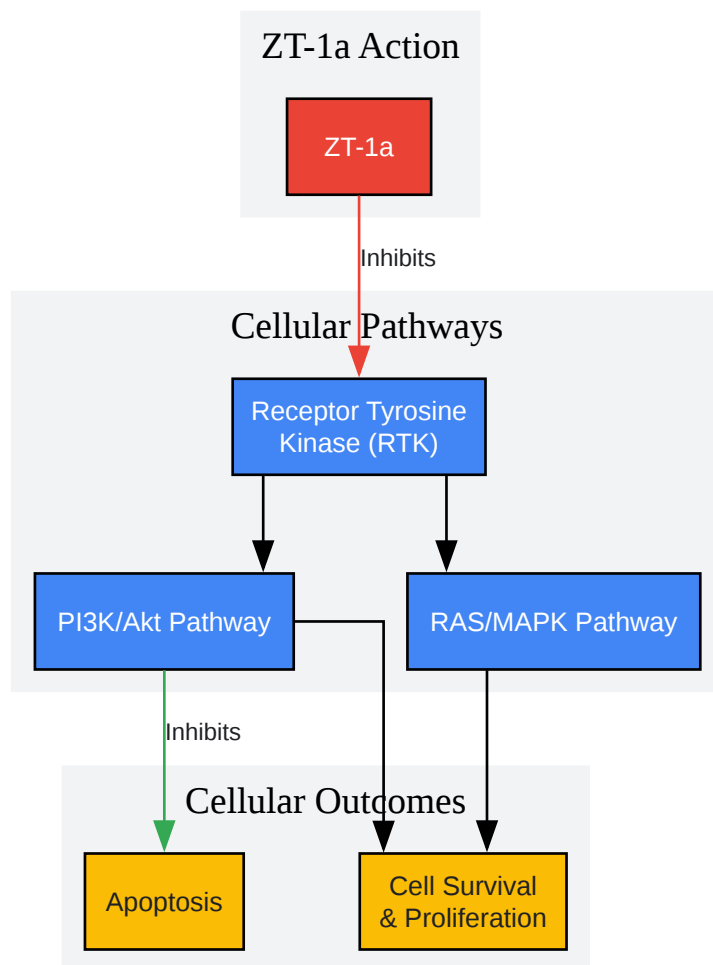 ZT-1a Action
ZT-1a
Inhibits
Cellular Pathways
Receptor Tyrosine
Kinase (RTK)
PI3K/Akt Pathway
RAS/MAPK Pathway
Inhibits
Cellular Outcomes
Apoptosis
Cell Survival
& Proliferation